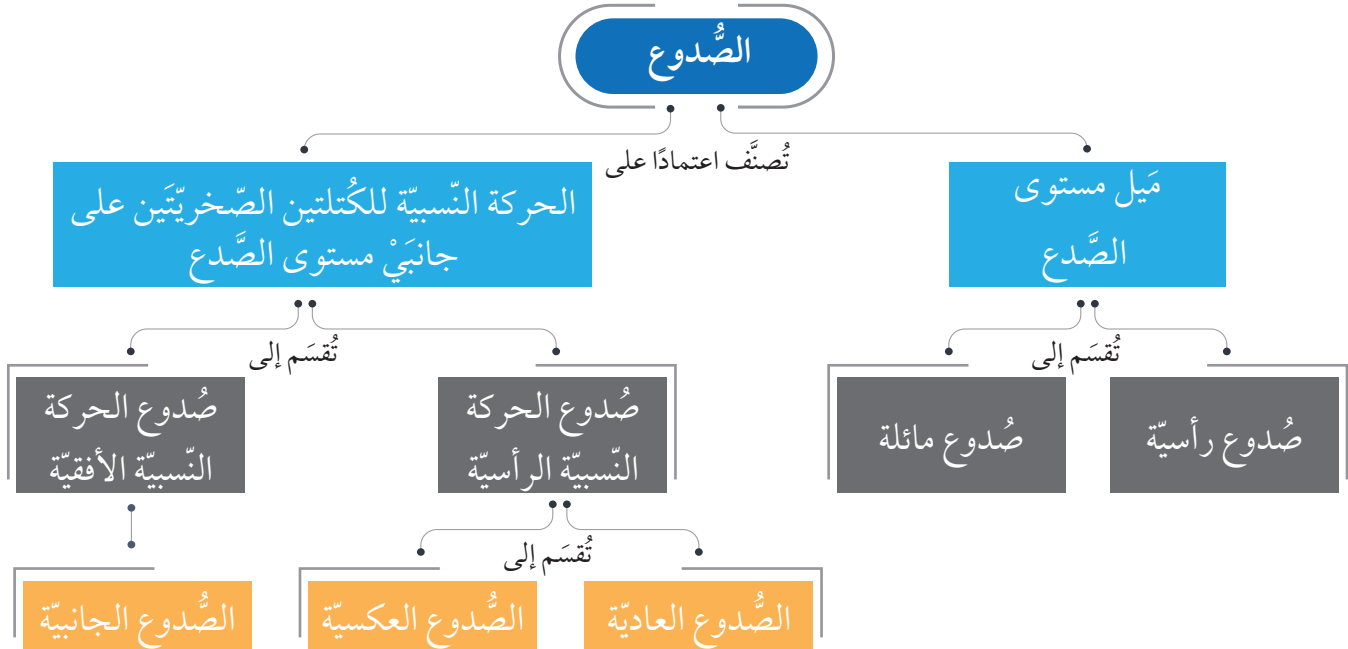 الصُّدوع
تُصنَّف اعتمادًا على
مَيل مستوى
الصَّدع
الحركة النّسبيّة للكُتلتين الصّخريّتَين على
جانبَيْ مستوى الصَّدع
تُقسَم إلى
تُقسَم إلى
صُدوع رأسيّة
صُدوع مائلة
صُدوع الحركة
النّسبيّة الرأسيّة
صُدوع الحركة
النّسبيّة الأفقيّة
تُقسَم إلى
الصُّدوع العاديّة
الصُّدوع العكسيّة
الصُّدوع الجانبيّة